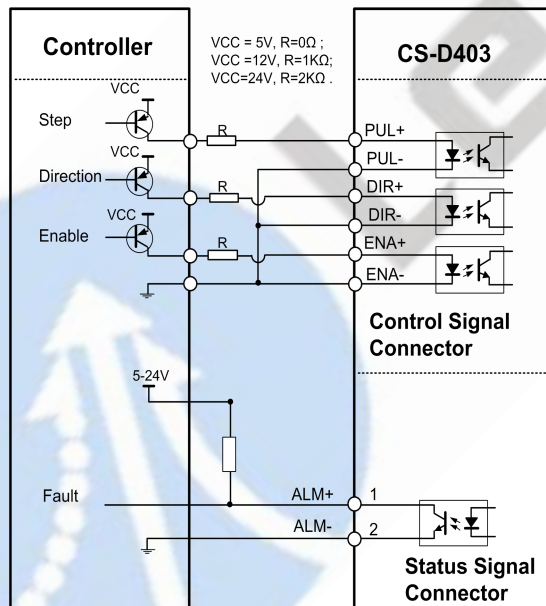 Controller
VCC = 5V, R=0Ω ;
VCC =12V, R=1KΩ;
VCC=24V, R=2KΩ .
CS-D403
VCC
Step
R
PUL+
VCC
PUL-
Direction
R
DIR+
VCC
DIR-
Enable
R
ENA+
ENA-
Control Signal
Connector
5-24V
Fault
ALM+
1
ALM-
2
Status Signal
Connector